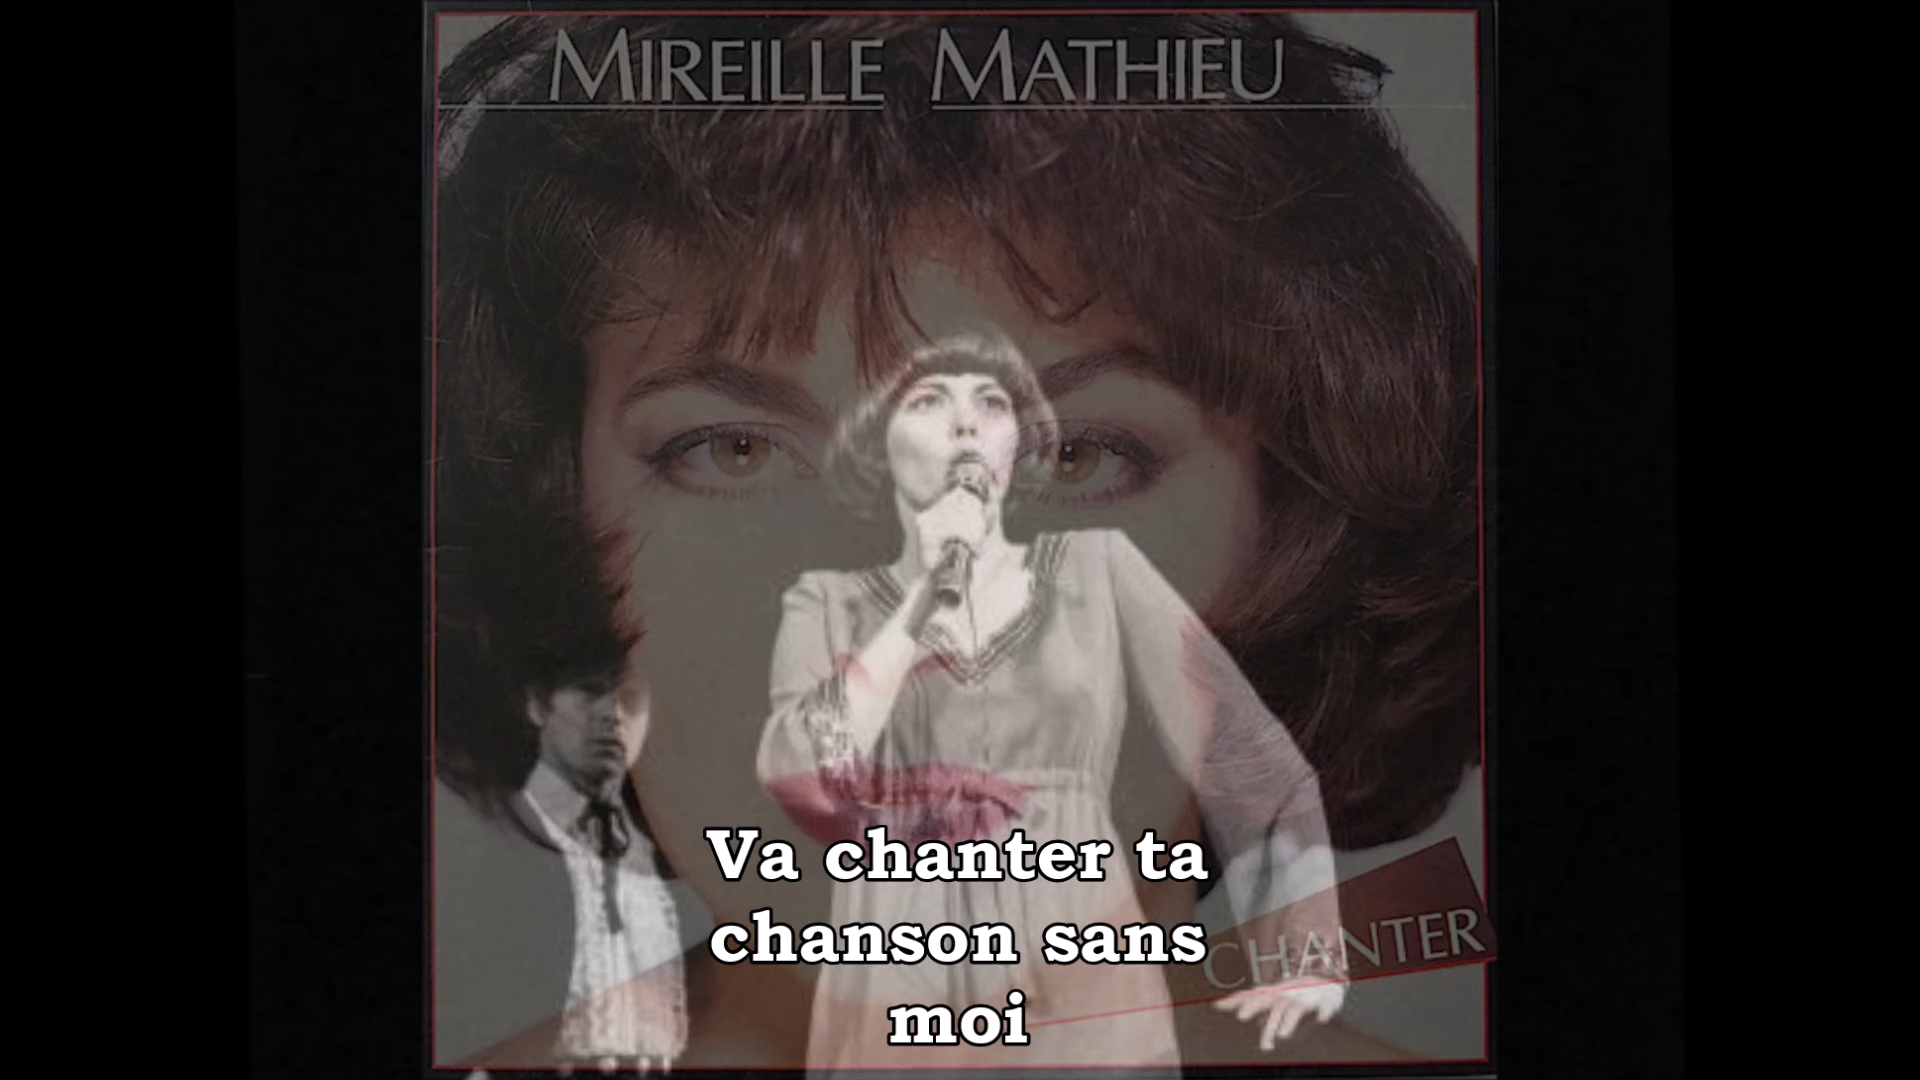 MIREILLE MATHIEU
Va chanter ta
chanson sans
moi
CHANTER